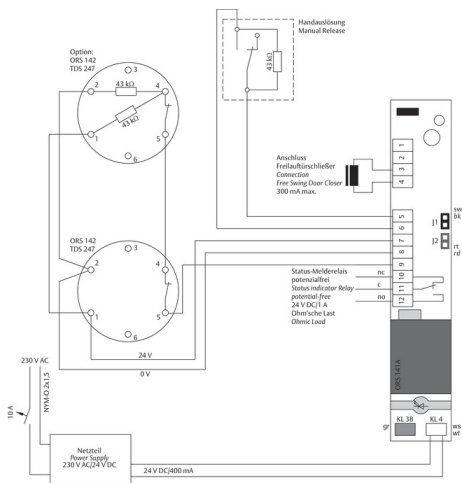 Handauslösung
Manual Release
43 kΩ
Option:
ORS 142
TDS 247
3
2
43 kΩ
4
43 kΩ
1
5
6
Anschluss
Freilauftürschließer
Connection
Free Swing Door Closer
300 mA max.
1
2
3
4
5
6
7
8
9
10
11
12
J1
sw
bk
J2
rt
rd
ORS 142
TDS 247
3
2
4
1
5
6
Status-Melderelais
potenzialfrei
Status indicator Relay
potential-free
24 V DC/1 A
Ohm'sche Last
Ohmic Load
nc
c
no
24 V
0 V
ORS 141A
230 V AC
10 A
NYM-O 2x1,5
gr
KL 3B
KL 4
ws
wt
Netzteil
Power Supply
230 V AC/24 V DC
24 V DC/400 mA